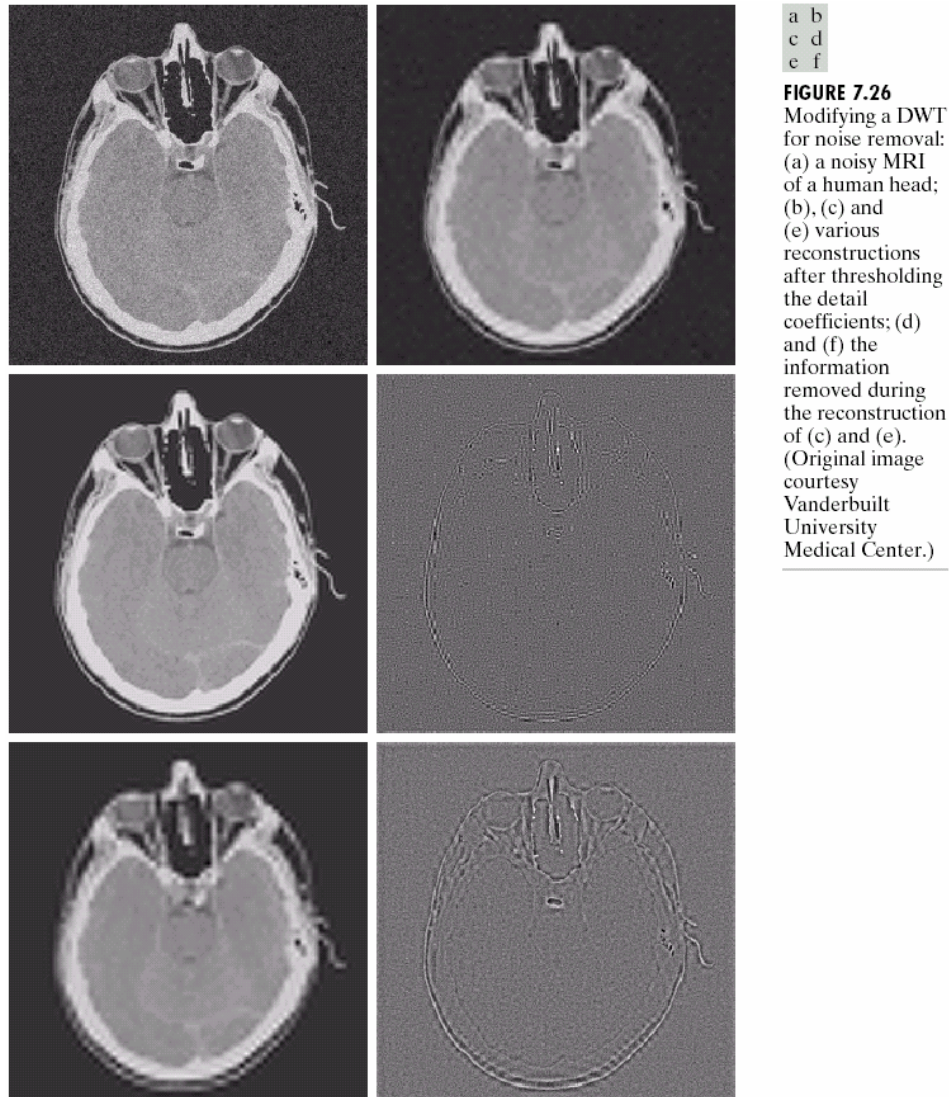 a b
c d
e f
FIGURE 7.26
Modifying a DWT
for noise removal:
(a) a noisy MRI
of a human head;
(b), (c) and
(e) various
reconstructions
after thresholding
the detail
coefficients; (d)
and (f) the
information
removed during
the reconstruction
of (c) and (e).
(Original image
courtesy
Vanderbuilt
University
Medical Center.)